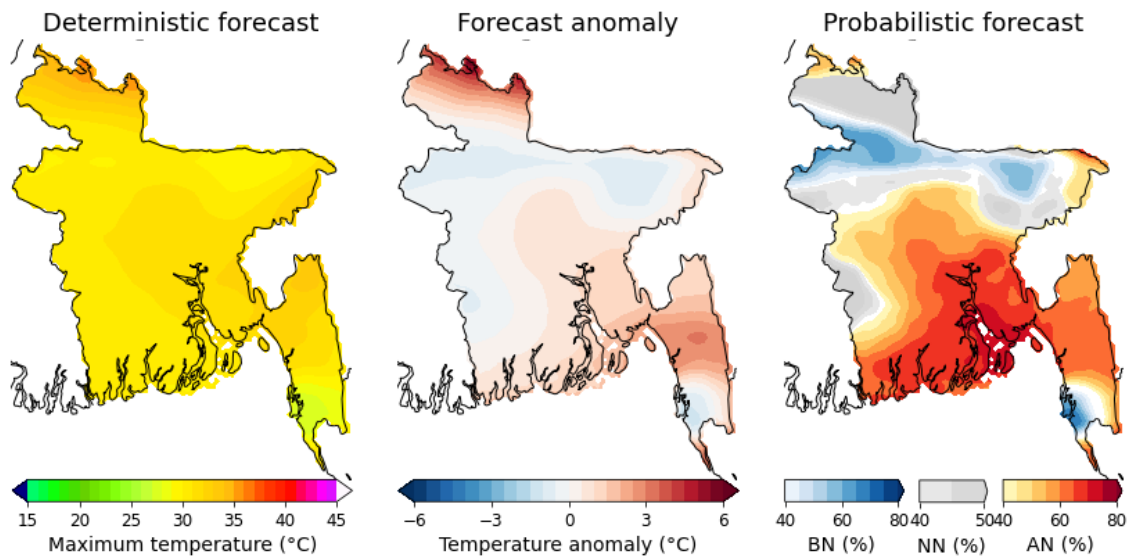 Deterministic forecast
Forecast anomaly
Probabilistic forecast
15 20 25 30 35 40 45
−6 −3 0 3 6
40 60 80
40 50
40 60 80
Maximum temperature (°C)
Temperature anomaly (°C)
BN (%)
NN (%)
AN (%)